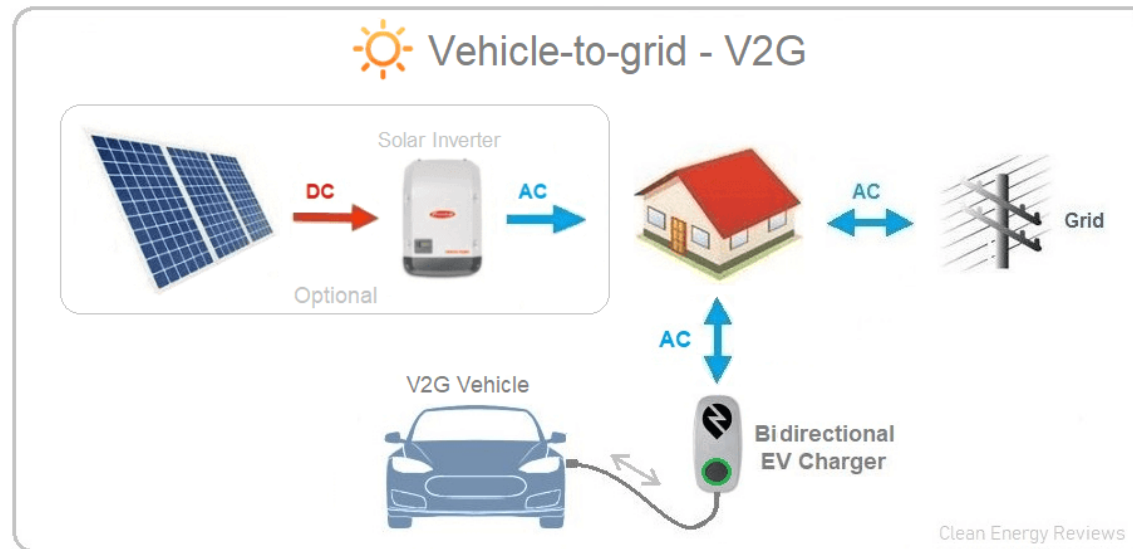 Vehicle-to-grid - V2G
Solar Inverter
DC
AC
Optional
AC
Grid
AC
V2G Vehicle
Bidirectional
EV Charger
Clean Energy Reviews